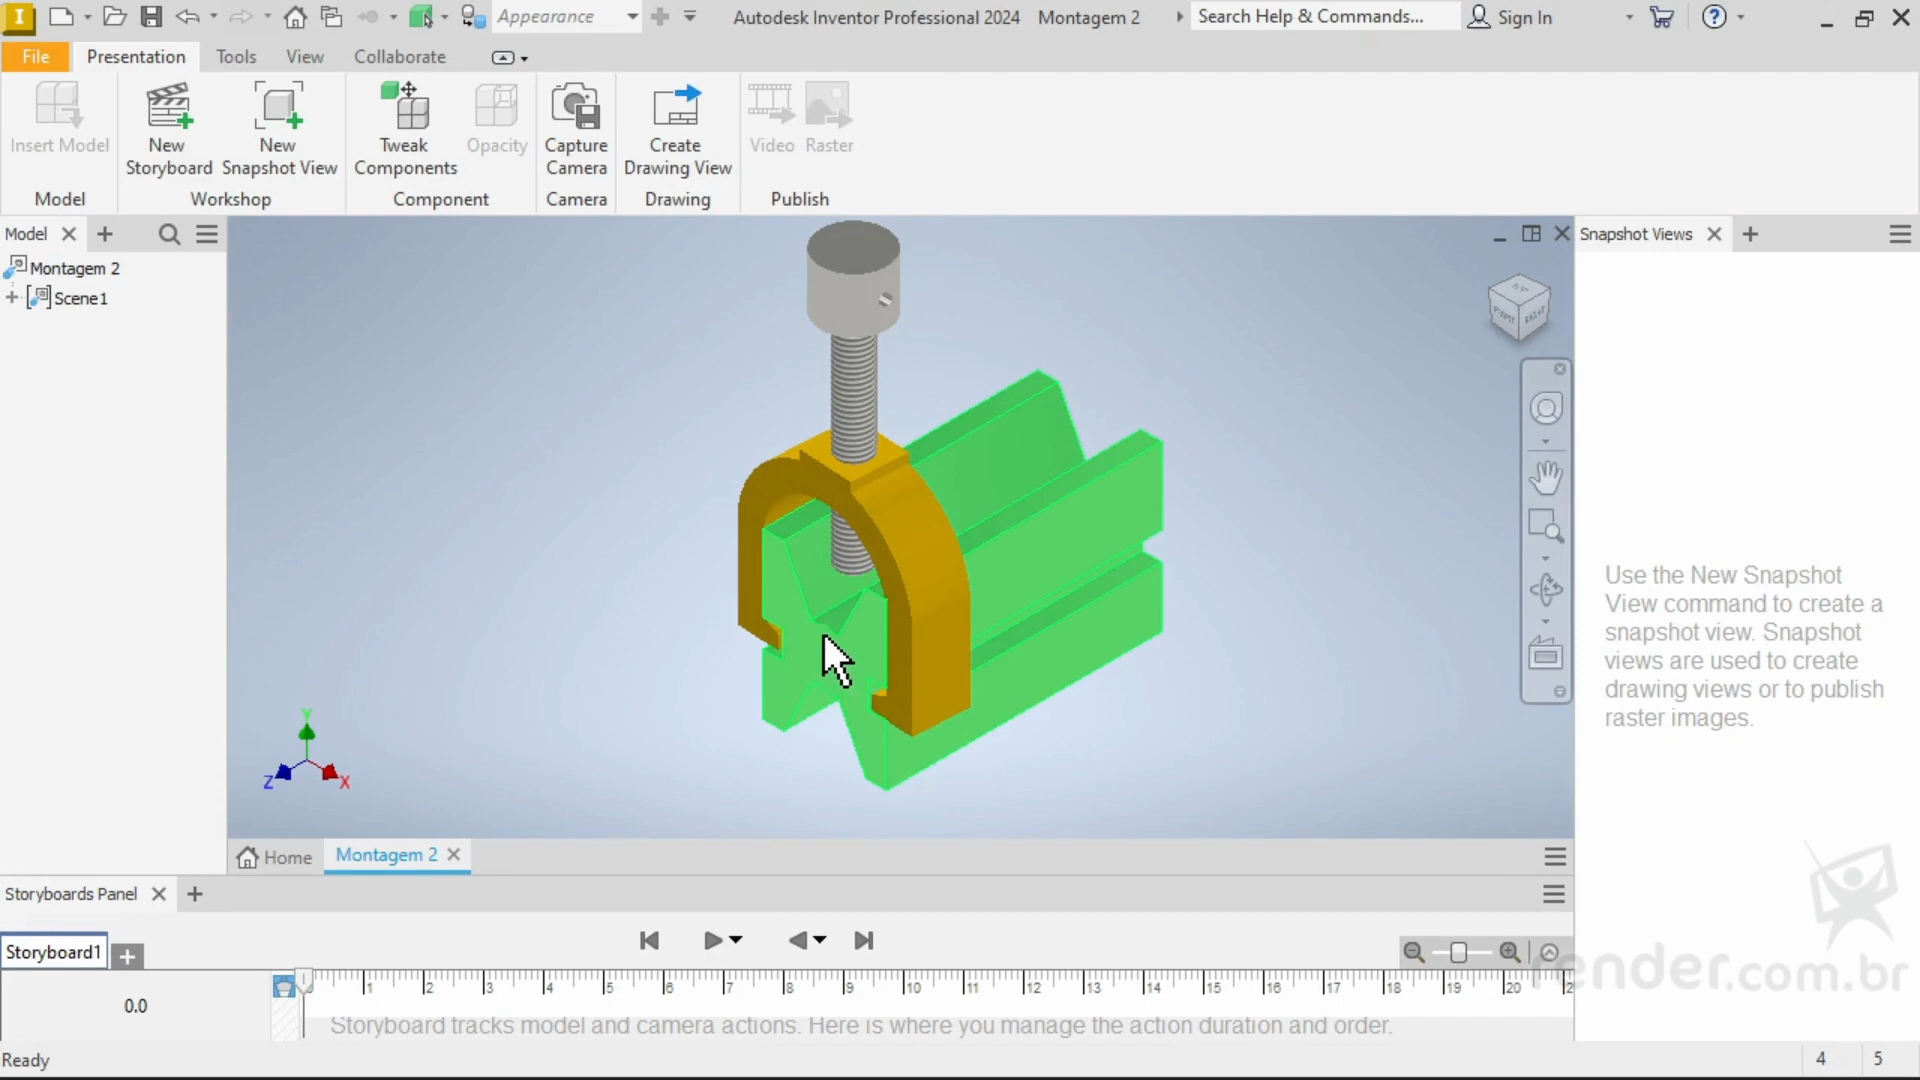 Appearance
Autodesk Inventor Professional 2024 Montagem 2
Search Help & Commands...
Sign In
File
Presentation
Tools
View
Collaborate
Insert Model
New
Storyboard
New
Snapshot View
Tweak
Components
Opacity
Capture
Camera
Create
Drawing View
Video
Raster
Model
Workshop
Component
Camera
Drawing
Publish
Model
Montagem 2
Scene1
Snapshot Views
FRONT
RIGHT
Use the New Snapshot
View command to create a
snapshot view. Snapshot
views are used to create
drawing views or to publish
raster images.
Y
Z
X
Home
Montagem 2
Storyboards Panel
Storyboard1
render.com.br
1 2 3 4 5 6 7 8 9 10 11 12 13 14 15 16 17 18 19 20
0.0
Storyboard tracks model and camera actions. Here is where you manage the action duration and order.
Ready
4
5